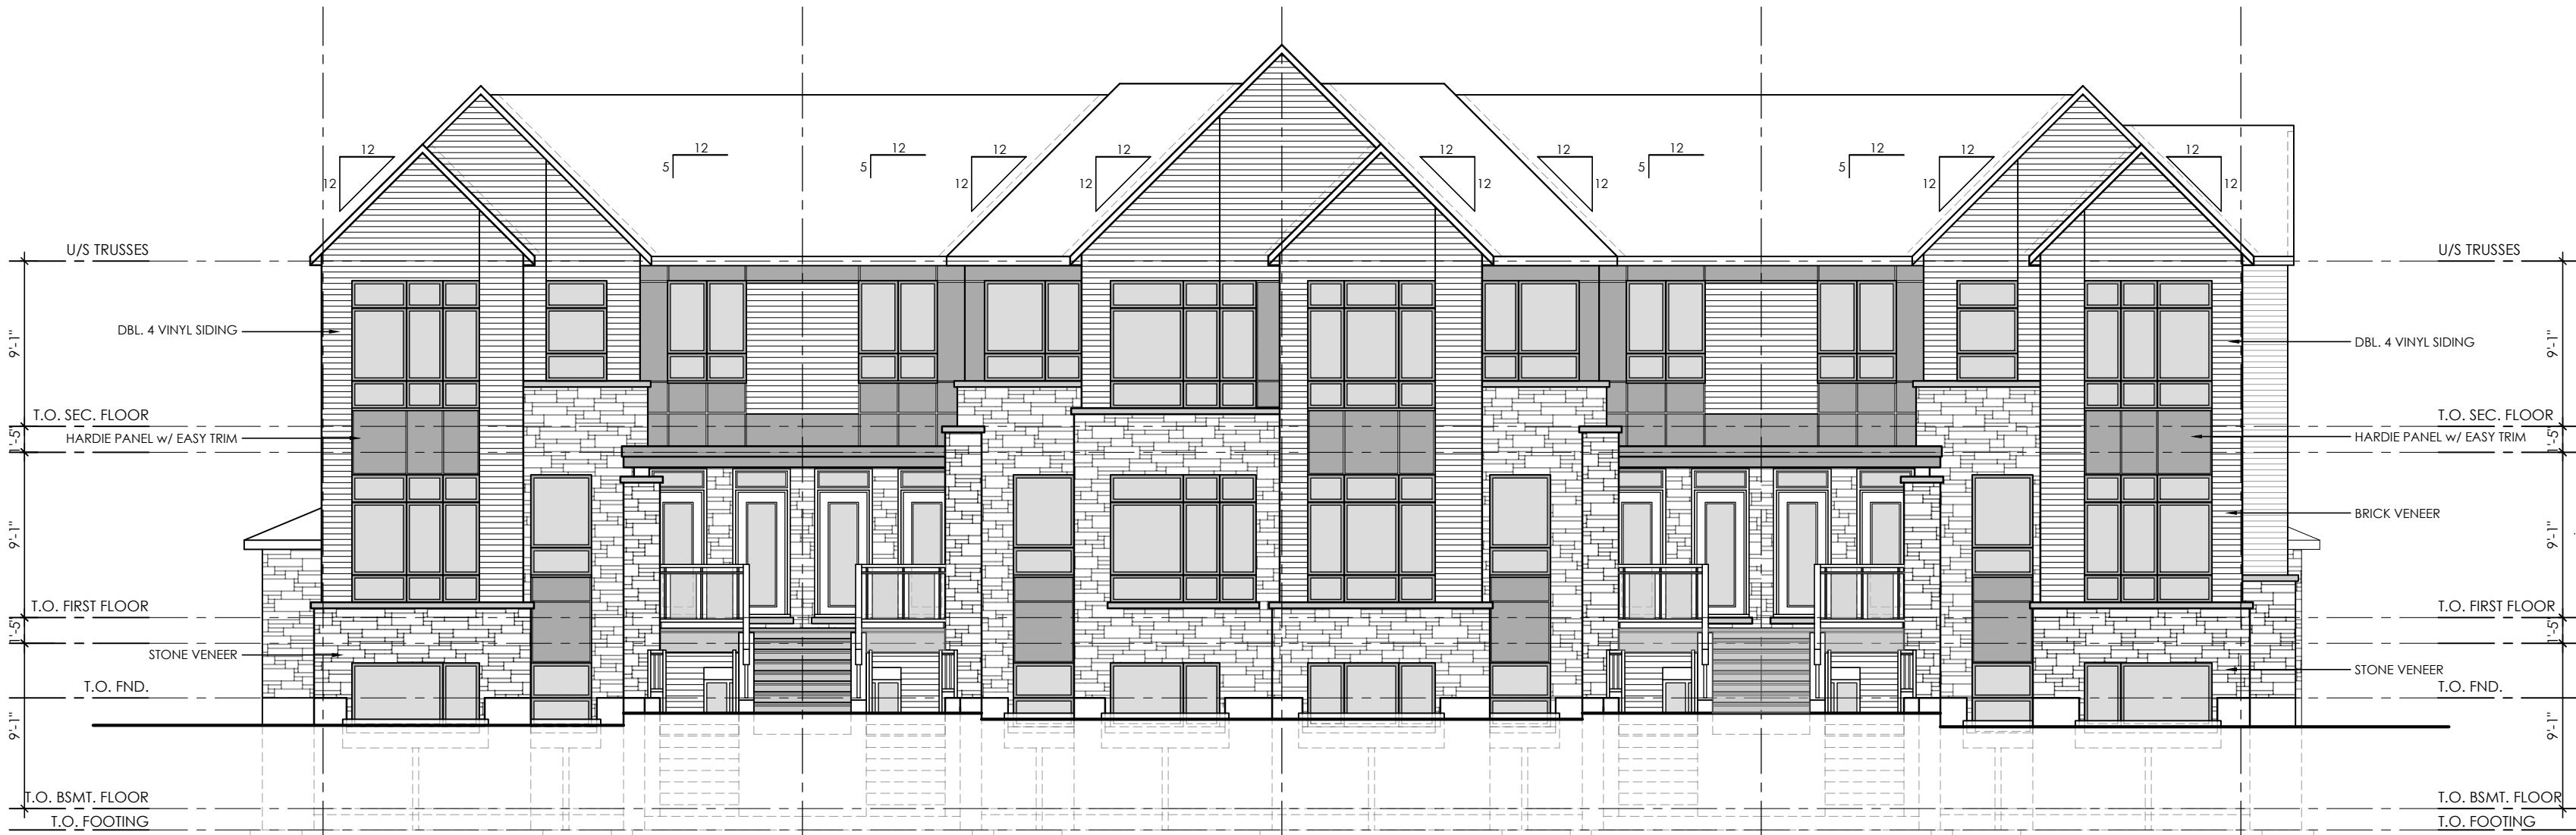 12 12 12 12 12 12 12 12 12 12
5 5 5 5
12 12 12 12 12 12
U/S TRUSSES
U/S TRUSSES
DBL. 4 VINYL SIDING
9'-1"
9'-1"
DBL. 4 VINYL SIDING
T.O. SEC. FLOOR
T.O. SEC. FLOOR
HARDIE PANEL w/ EASY TRIM
1'-5"
1'-5"
HARDIE PANEL w/ EASY TRIM
9'-1"
9'-1"
BRICK VENEER
T.O. FIRST FLOOR
T.O. FIRST FLOOR
1'-5"
1'-5"
STONE VENEER
STONE VENEER
T.O. FND.
T.O. FND.
9'-1"
9'-1"
T.O. BSMT. FLOOR
T.O. BSMT. FLOOR
T.O. FOOTING
T.O. FOOTING